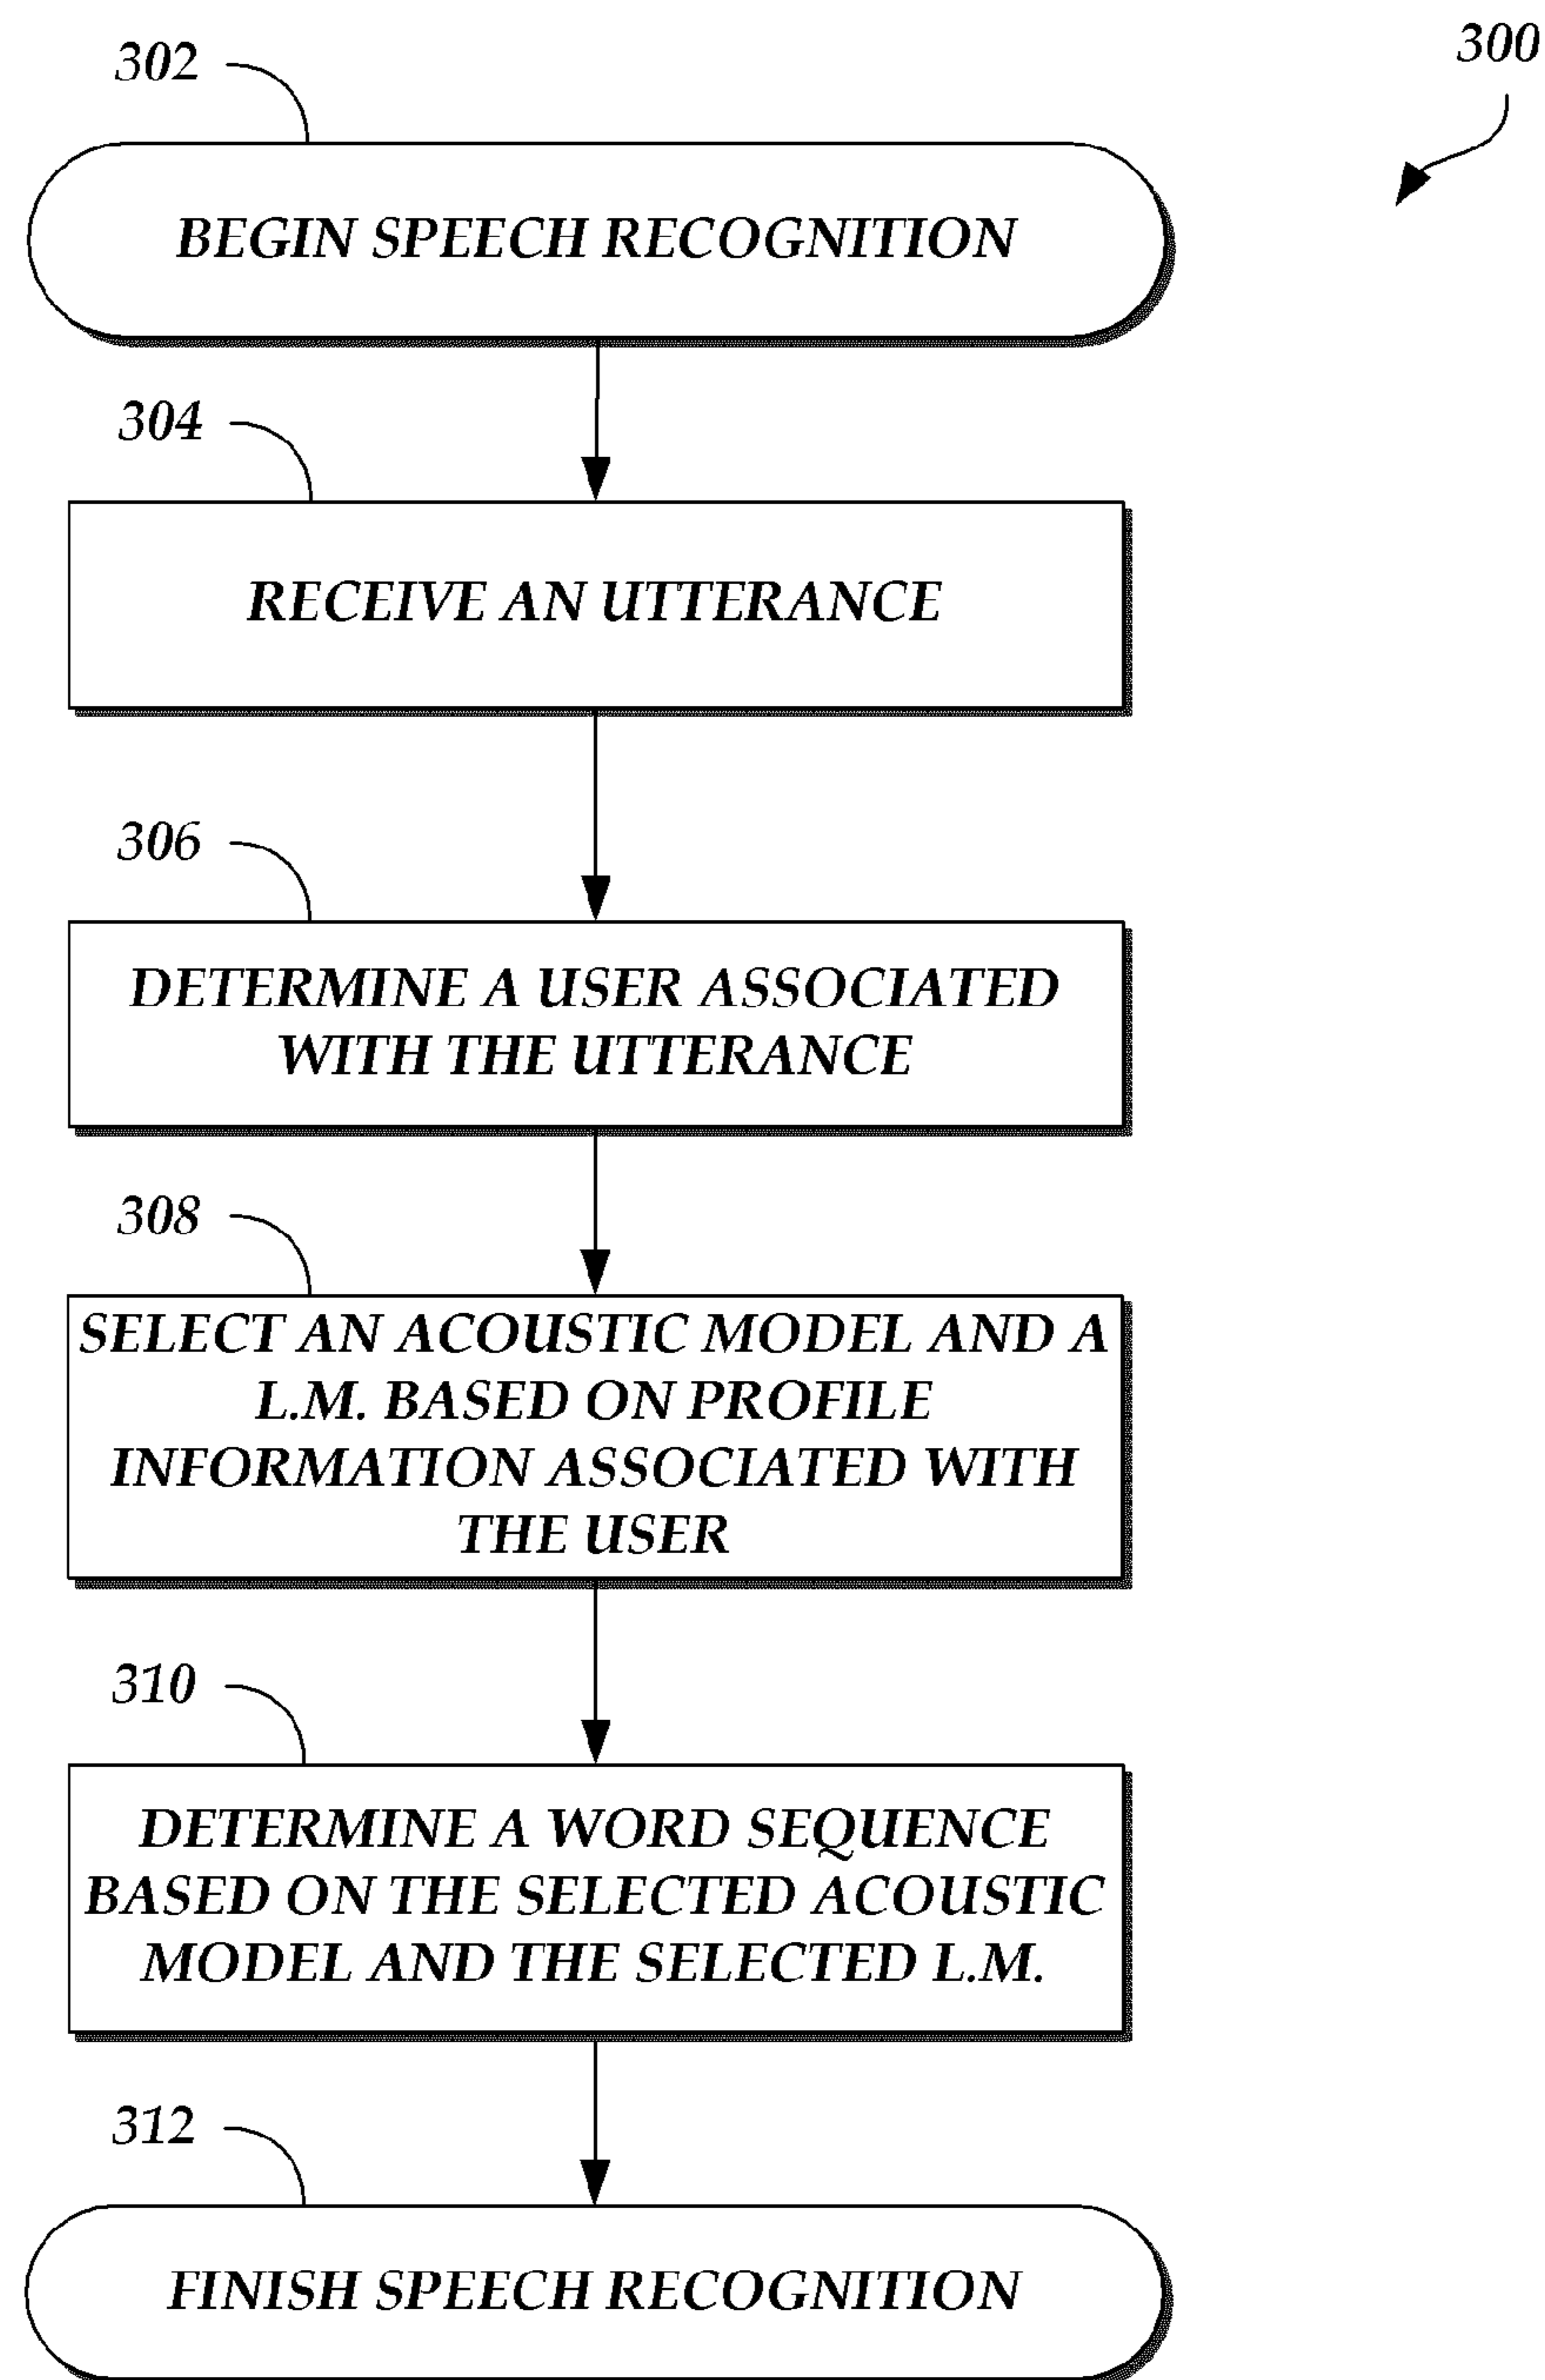 302
300
BEGIN SPEECH RECOGNITION
304
RECEIVE AN UTTERANCE
306
DETERMINE A USER ASSOCIATED
WITH THE UTTERANCE
308
SELECT AN ACOUSTIC MODEL AND A
L.M. BASED ON PROFILE
INFORMATION ASSOCIATED WITH
THE USER
310
DETERMINE A WORD SEQUENCE
BASED ON THE SELECTED ACOUSTIC
MODEL AND THE SELECTED L.M.
312
FINISH SPEECH RECOGNITION